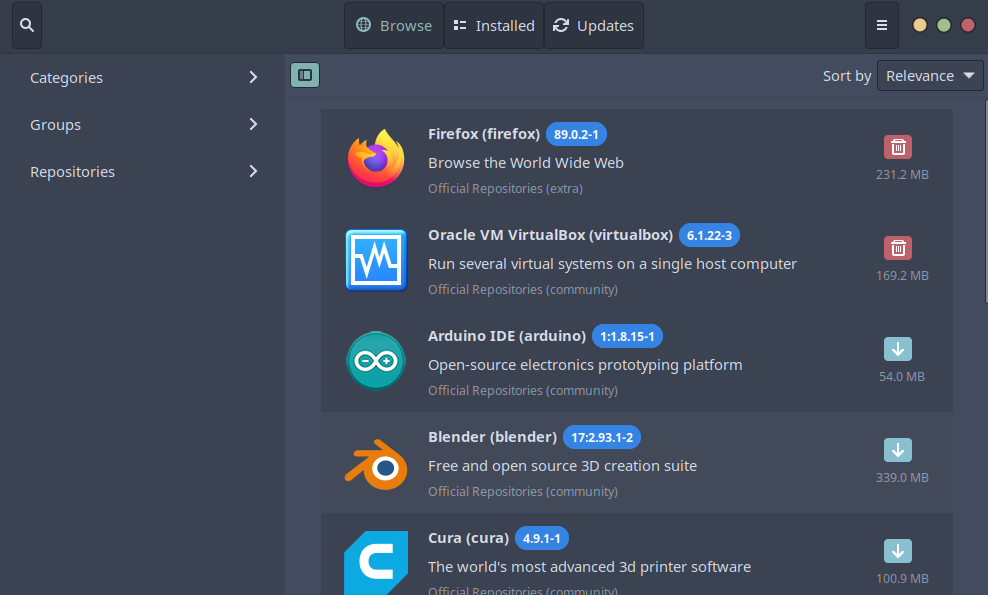 Browse
Installed
Updates
Categories
Groups
Repositories
Sort by Relevance
Firefox (firefox) 89.0.2-1
Browse the World Wide Web
Official Repositories (extra)
231.2 MB
Oracle VM VirtualBox (virtualbox) 6.1.22-3
Run several virtual systems on a single host computer
Official Repositories (community)
169.2 MB
Arduino IDE (arduino) 1:1.8.15-1
Open-source electronics prototyping platform
Official Repositories (community)
54.0 MB
Blender (blender) 17:2.93.1-2
Free and open source 3D creation suite
Official Repositories (community)
339.0 MB
Cura (cura) 4.9.1-1
The world's most advanced 3d printer software
Official Repositories (community)
100.9 MB